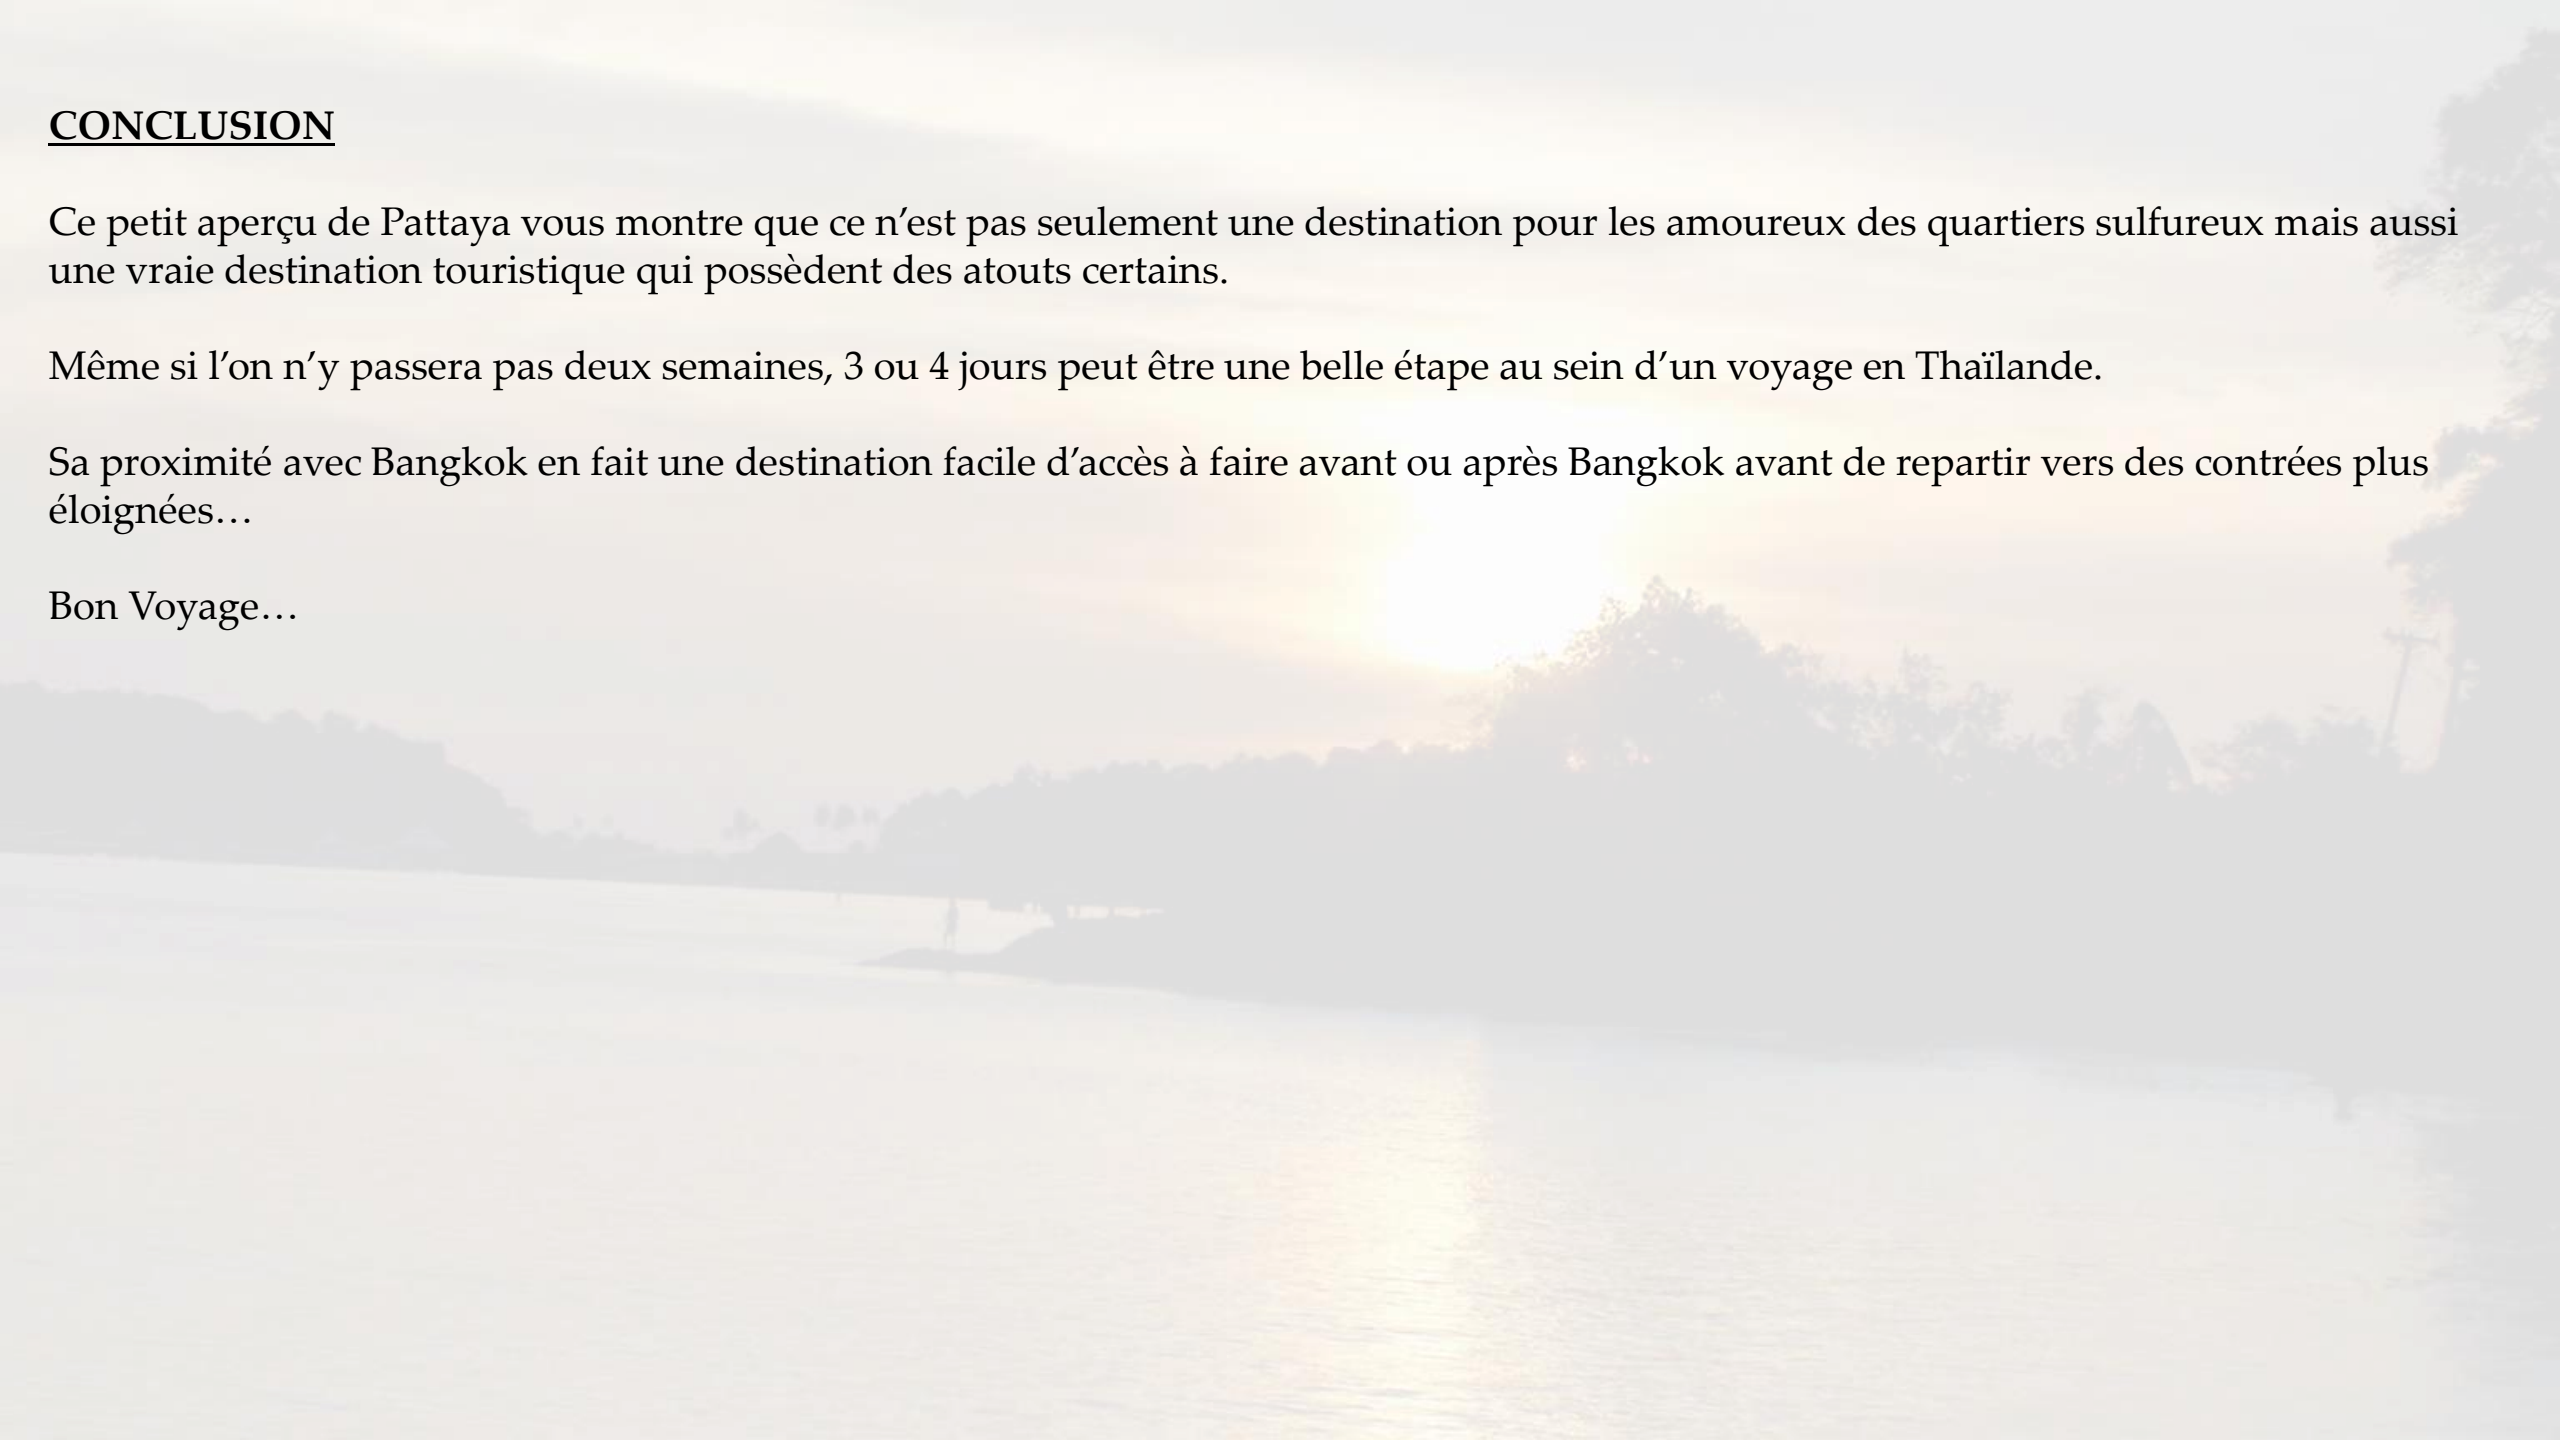 CONCLUSION
Ce petit aperçu de Pattaya vous montre que ce n’est pas seulement une destination pour les amoureux des quartiers sulfureux mais aussi
une vraie destination touristique qui possèdent des atouts certains.
Même si l’on n’y passera pas deux semaines, 3 ou 4 jours peut être une belle étape au sein d’un voyage en Thaïlande.
Sa proximité avec Bangkok en fait une destination facile d’accès à faire avant ou après Bangkok avant de repartir vers des contrées plus
éloignées…
Bon Voyage…